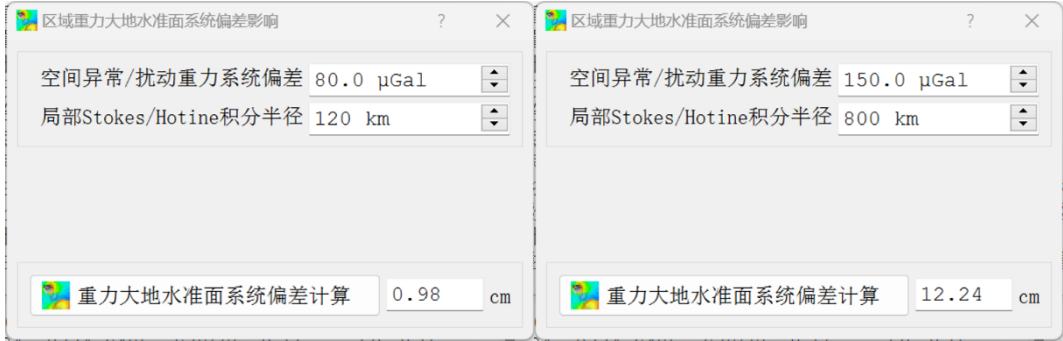 区域重力大地水准面系统偏差影响 ? ×
空间异常/扰动重力系统偏差 80.0 μGal
局部Stokes/Hotine积分半径 120 km
重力大地水准面系统偏差计算 0.98 cm
区域重力大地水准面系统偏差影响 ? ×
空间异常/扰动重力系统偏差 150.0 μGal
局部Stokes/Hotine积分半径 800 km
重力大地水准面系统偏差计算 12.24 cm